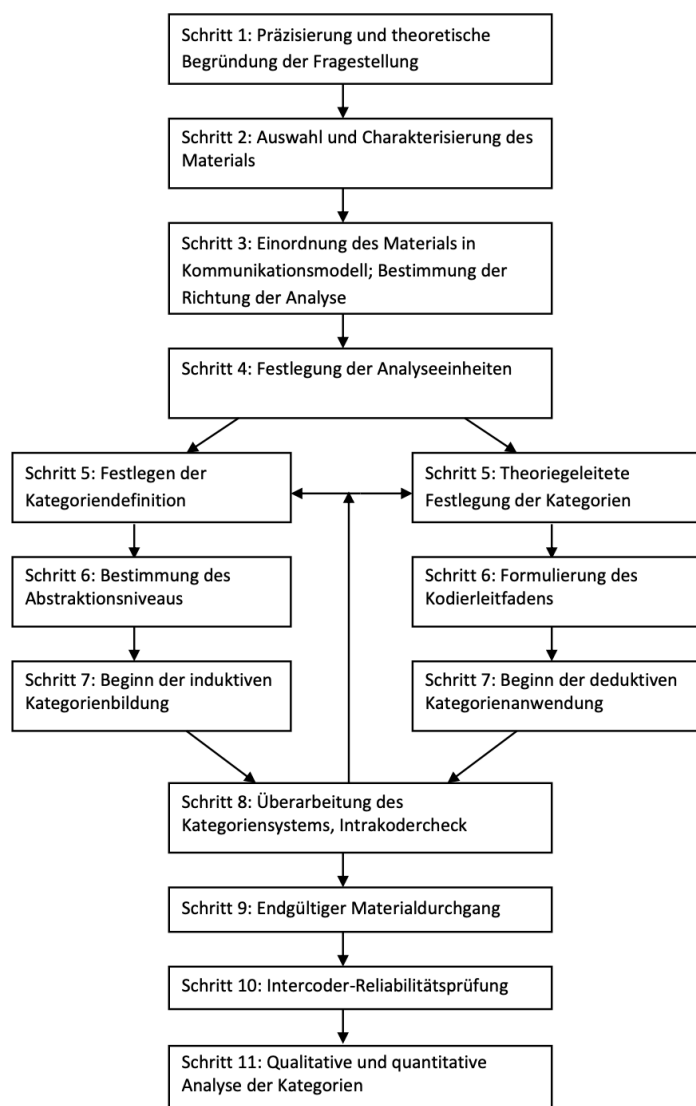 Schritt 1: Präzisierung und theoretische
Begründung der Fragestellung
Schritt 2: Auswahl und Charakterisierung des
Materials
Schritt 3: Einordnung des Materials in
Kommunikationsmodell; Bestimmung der
Richtung der Analyse
Schritt 4: Festlegung der Analyseeinheiten
Schritt 5: Festlegen der
Kategoriendefinition
Schritt 6: Bestimmung des
Abstraktionsniveaus
Schritt 7: Beginn der induktiven
Kategorienbildung
Schritt 5: Theoriegeleitete
Festlegung der Kategorien
Schritt 6: Formulierung des
Kodierleitfadens
Schritt 7: Beginn der deduktiven
Kategorienanwendung
Schritt 8: Überarbeitung des
Kategoriensystems, Intrakodercheck
Schritt 9: Endgültiger Materialdurchgang
Schritt 10: Intercoder-Reliabilitätsprüfung
Schritt 11: Qualitative und quantitative
Analyse der Kategorien